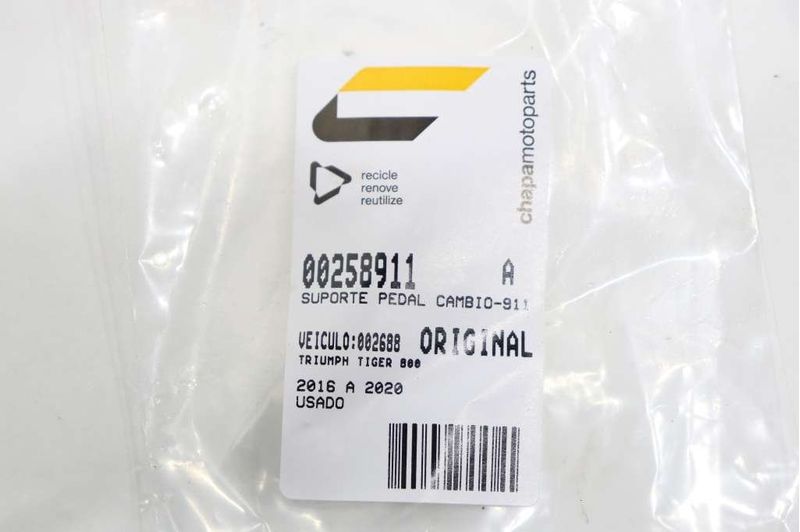 chapamotoparts
recicle
renove
reutilize
00258911 A
SUPORTE PEDAL CAMBIO-911
VEICULO:002688 ORIGINAL
TRIUMPH TIGER 800
2016 A 2020
USADO